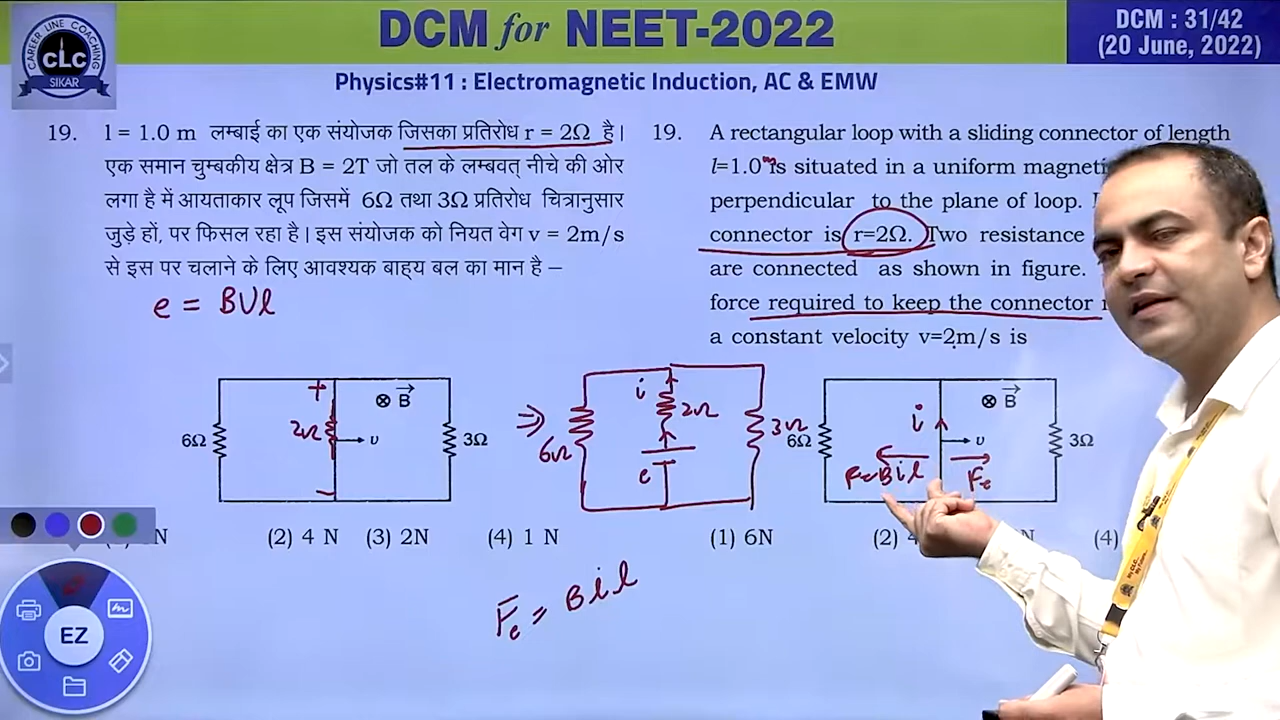 DCM for NEET-2022
DCM : 31/42
(20 June, 2022)
CAREER LINE COACHING
CLC
SIKAR
Physics#11 : Electromagnetic Induction, AC & EMW
19. l = 1.0 m लम्बाई का एक संयोजक जिसका प्रतिरोध r = 2Ω है।
एक समान चुम्बकीय क्षेत्र B = 2T जो तल के लम्बवत् नीचे की ओर
लगा है में आयताकार लूप जिसमें 6Ω तथा 3Ω प्रतिरोध चित्रानुसार
जुड़े हों, पर फिसल रहा है। इस संयोजक को नियत वेग v = 2m/s
से इस पर चलाने के लिए आवश्यक बाह्य बल का मान है –
e = Bvl
6Ω
+
2Ω
-
v
⊗ B⃗
3Ω
(2) 4 N (3) 2N (4) 1 N
⇒
6Ω
i
2Ω
e
3Ω
Fe = Bil
19. A rectangular loop with a sliding connector of length
l=1.0 m is situated in a uniform
perpendicular to the plane of loop.
connector is r=2Ω. Two resistance
are connected as shown in figure.
force required to keep the connector
a constant velocity v=2m/s is
6Ω
i
v
⊗ B⃗
3Ω
F=Bil
Fe
(1) 6N (2) (4)
EZ